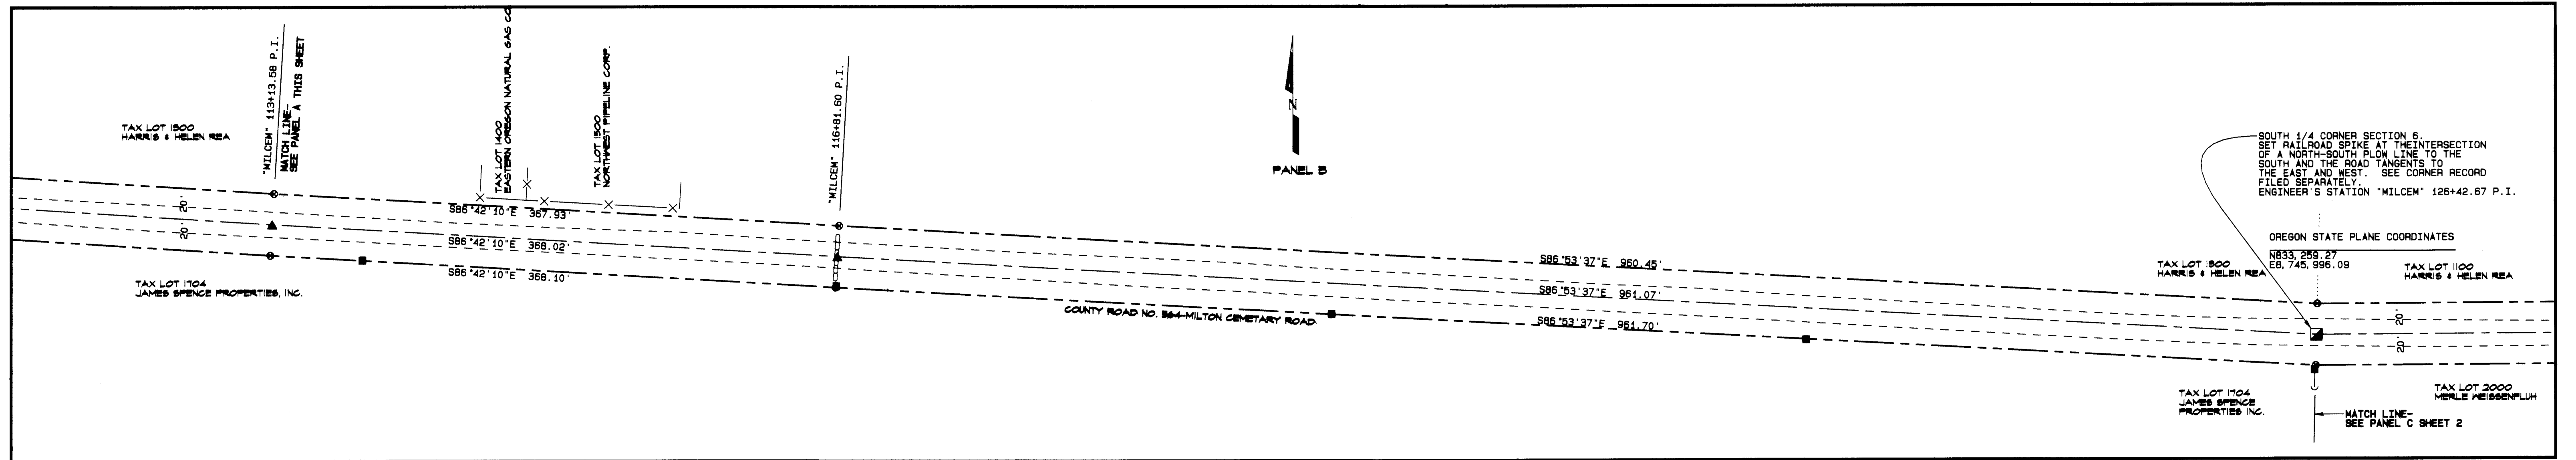 TAX LOT 1500
HARRIS & HELEN REA
"MILCEM" 113+13.58 P.I.
MATCH LINE-
SEE PANEL A THIS SHEET
TAX LOT 1400
EASTERN OREGON NATURAL GAS CO
TAX LOT 1500
NORTHWEST PIPELINE CORP.
"MILCEM" 116+81.60 P.I.
N
PANEL B
SOUTH 1/4 CORNER SECTION 6.
SET RAILROAD SPIKE AT THEINTERSECTION
OF A NORTH-SOUTH PLOW LINE TO THE
SOUTH AND THE ROAD TANGENTS TO
THE EAST AND WEST. SEE CORNER RECORD
FILED SEPARATELY.
ENGINEER'S STATION "MILCEM" 126+42.67 P.I.
20'
20'
S86°42'10"E 367.93'
S86°42'10"E 368.02'
S86°42'10"E 368.10'
S86°53'37"E 960.45'
S86°53'37"E 961.07'
S86°53'37"E 961.70'
OREGON STATE PLANE COORDINATES
N833,259.27
E8,745,996.09
TAX LOT 1500
HARRIS & HELEN REA
TAX LOT 1100
HARRIS & HELEN REA
TAX LOT 1704
JAMES SPENCE PROPERTIES, INC.
COUNTY ROAD NO. 564-MILTON CEMETARY ROAD
20'
20'
TAX LOT 1704
JAMES SPENCE
PROPERTIES INC.
MATCH LINE-
SEE PANEL C SHEET 2
TAX LOT 2000
MERLE WEISSENFLUH